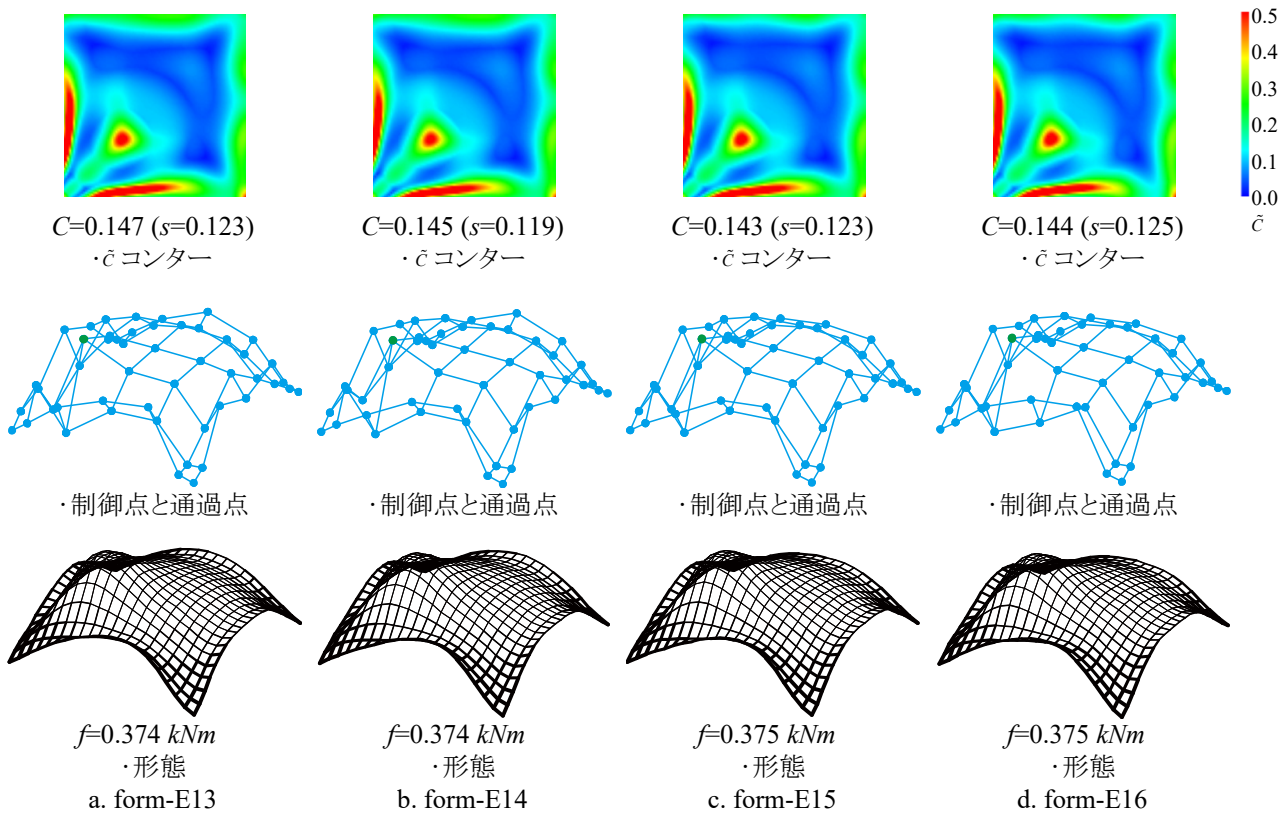 0.5
0.4
0.3
0.2
0.1
0.0
c̃
C=0.147 (s=0.123)
C=0.145 (s=0.119)
C=0.143 (s=0.123)
C=0.144 (s=0.125)
・c̃ コンター
・c̃ コンター
・c̃ コンター
・c̃ コンター
・制御点と通過点
・制御点と通過点
・制御点と通過点
・制御点と通過点
f=0.374 kNm
f=0.374 kNm
f=0.375 kNm
f=0.375 kNm
・形態
・形態
・形態
・形態
a. form-E13
b. form-E14
c. form-E15
d. form-E16